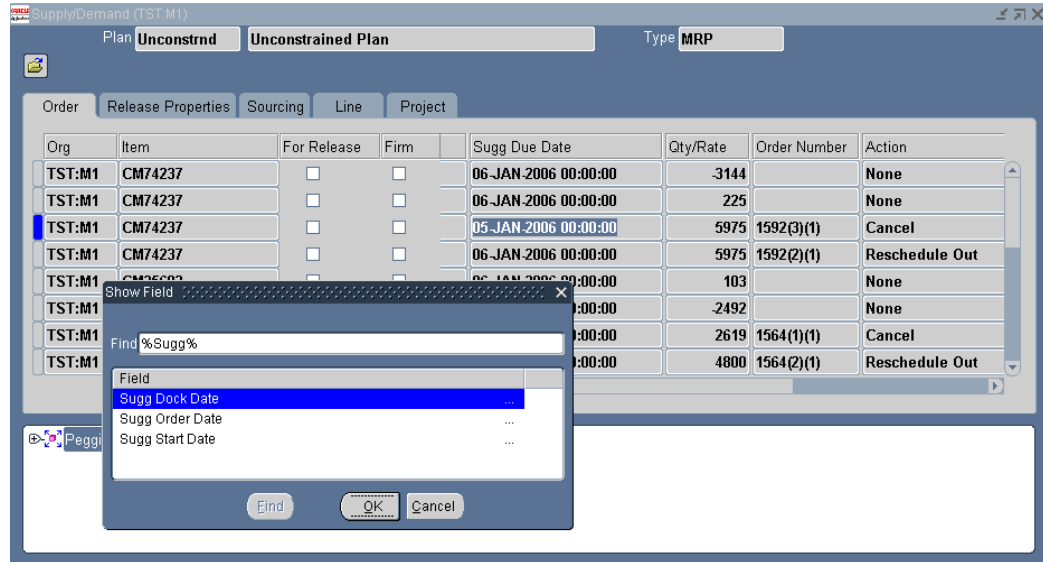 Supply/Demand (TST:M1)
Plan Unconstrnd Unconstrained Plan Type MRP
Order Release Properties Sourcing Line Project
Org Item For Release Firm Sugg Due Date Qty/Rate Order Number Action
TST:M1 CM74237 06-JAN-2006 00:00:00 -3144 None
TST:M1 CM74237 06-JAN-2006 00:00:00 225 None
TST:M1 CM74237 05-JAN-2006 00:00:00 5975 1592(3)(1) Cancel
TST:M1 CM74237 06-JAN-2006 00:00:00 5975 1592(2)(1) Reschedule Out
TST:M1 :00:00 103 None
Show Field
TST:M1 :00:00 -2492 None
TST:M1 :00:00 2619 1564(1)(1) Cancel
Find %Sugg%
TST:M1 :00:00 4800 1564(2)(1) Reschedule Out
Field
Sugg Dock Date ...
Sugg Order Date ...
Sugg Start Date ...
Peggi
Find OK Cancel